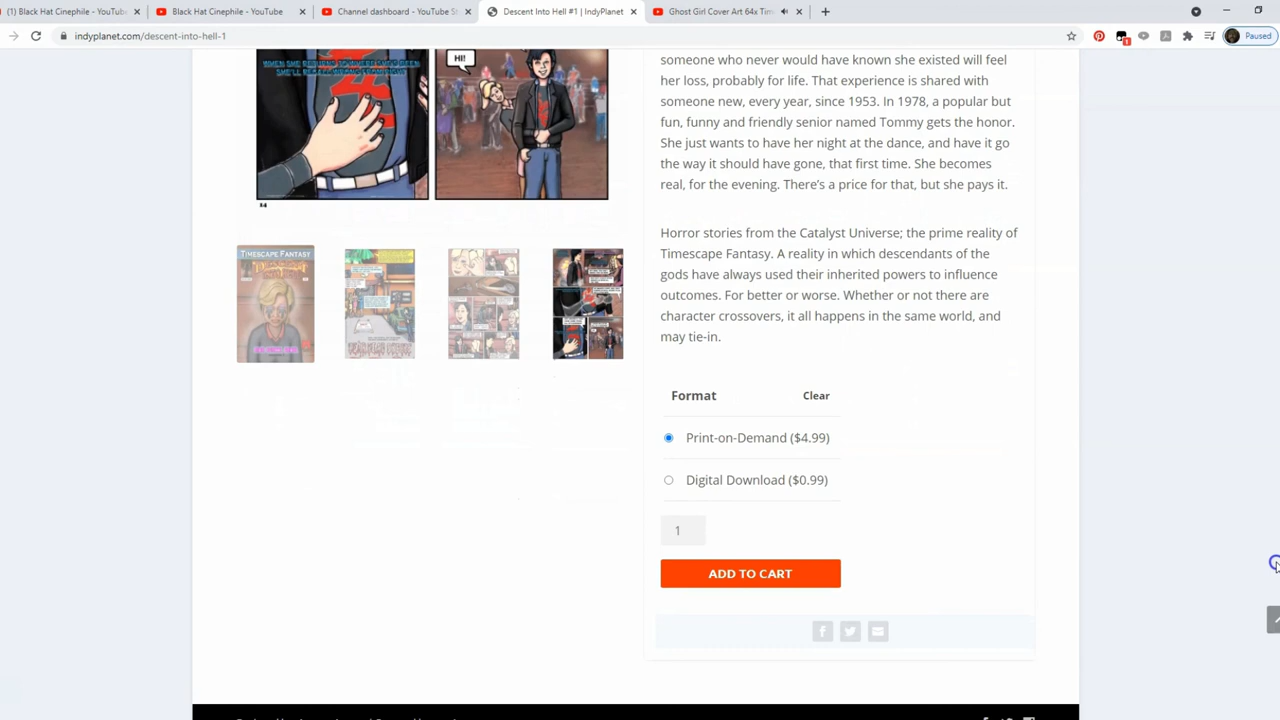 (1) Black Hat Cinephile - YouTub
Black Hat Cinephile - YouTube
Channel dashboard - YouTube S
Descent Into Hell #1 | IndyPlanet
Ghost Girl Cover Art 64x Tim
indyplanet.com/descent-into-hell-1
Paused
HI!
someone who never would have known she existed will feel
her loss, probably for life. That experience is shared with
someone new, every year, since 1953. In 1978, a popular but
fun, funny and friendly senior named Tommy gets the honor.
She just wants to have her night at the dance, and have it go
the way it should have gone, that first time. She becomes
real, for the evening. There's a price for that, but she pays it.
Horror stories from the Catalyst Universe; the prime reality of
Timescape Fantasy. A reality in which descendants of the
gods have always used their inherited powers to influence
outcomes. For better or worse. Whether or not there are
character crossovers, it all happens in the same world, and
may tie-in.
TIMESCAPE FANTASY
Format
Clear
Print-on-Demand ($4.99)
Digital Download ($0.99)
1
ADD TO CART